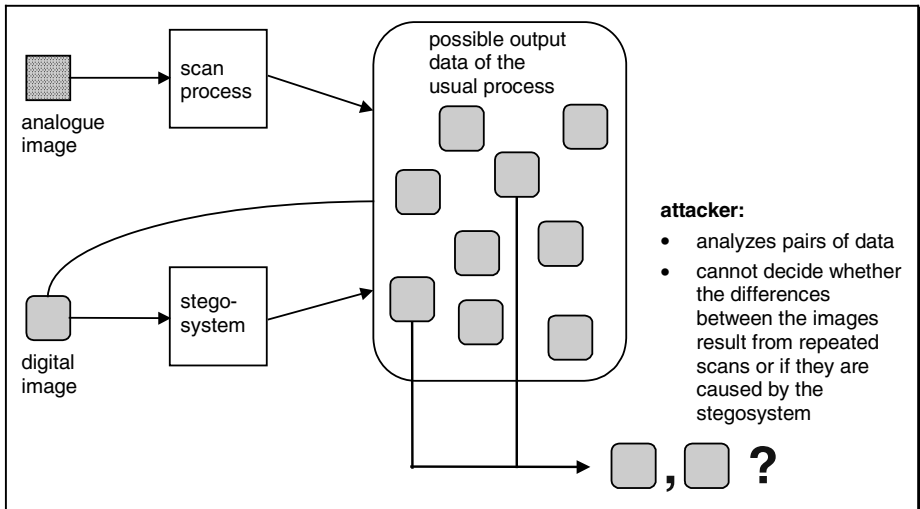 possible output
data of the
usual process
scan
process
analogue
image
attacker:
• analyzes pairs of data
• cannot decide whether
the differences
between the images
result from repeated
scans or if they are
caused by the
stegosystem
stego-
system
digital
image
, ?